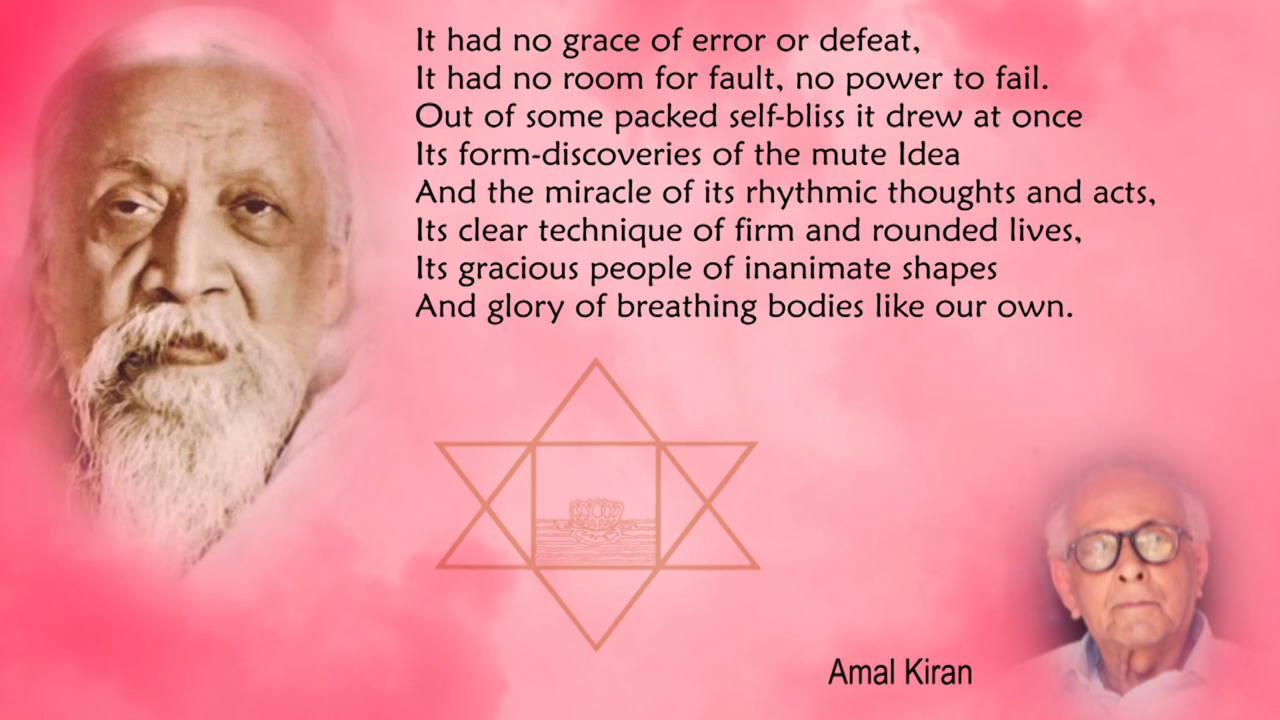 It had no grace of error or defeat,
It had no room for fault, no power to fail.
Out of some packed self-bliss it drew at once
Its form-discoveries of the mute Idea
And the miracle of its rhythmic thoughts and acts,
Its clear technique of firm and rounded lives,
Its gracious people of inanimate shapes
And glory of breathing bodies like our own.
Amal Kiran